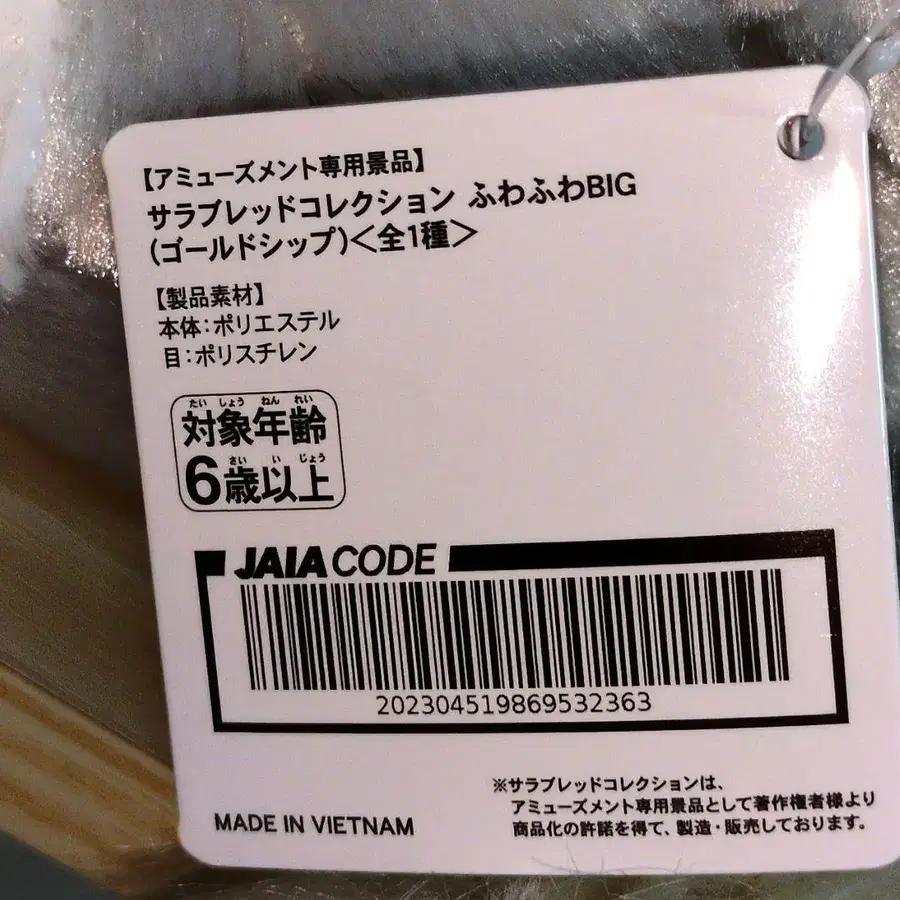 【アミューズメント専用景品】
サラブレッドコレクション ふわふわBIG
(ゴールドシップ)<全1種>
【製品素材】
本体:ポリエステル
目:ポリスチレン
たい しょう ねん れい
対象年齢
さい い じょう
6歳以上
JAIA CODE
202304519869532363
※サラブレッドコレクションは、
アミューズメント専用景品として著作権者様より
商品化の許諾を得て、製造・販売しております。
MADE IN VIETNAM